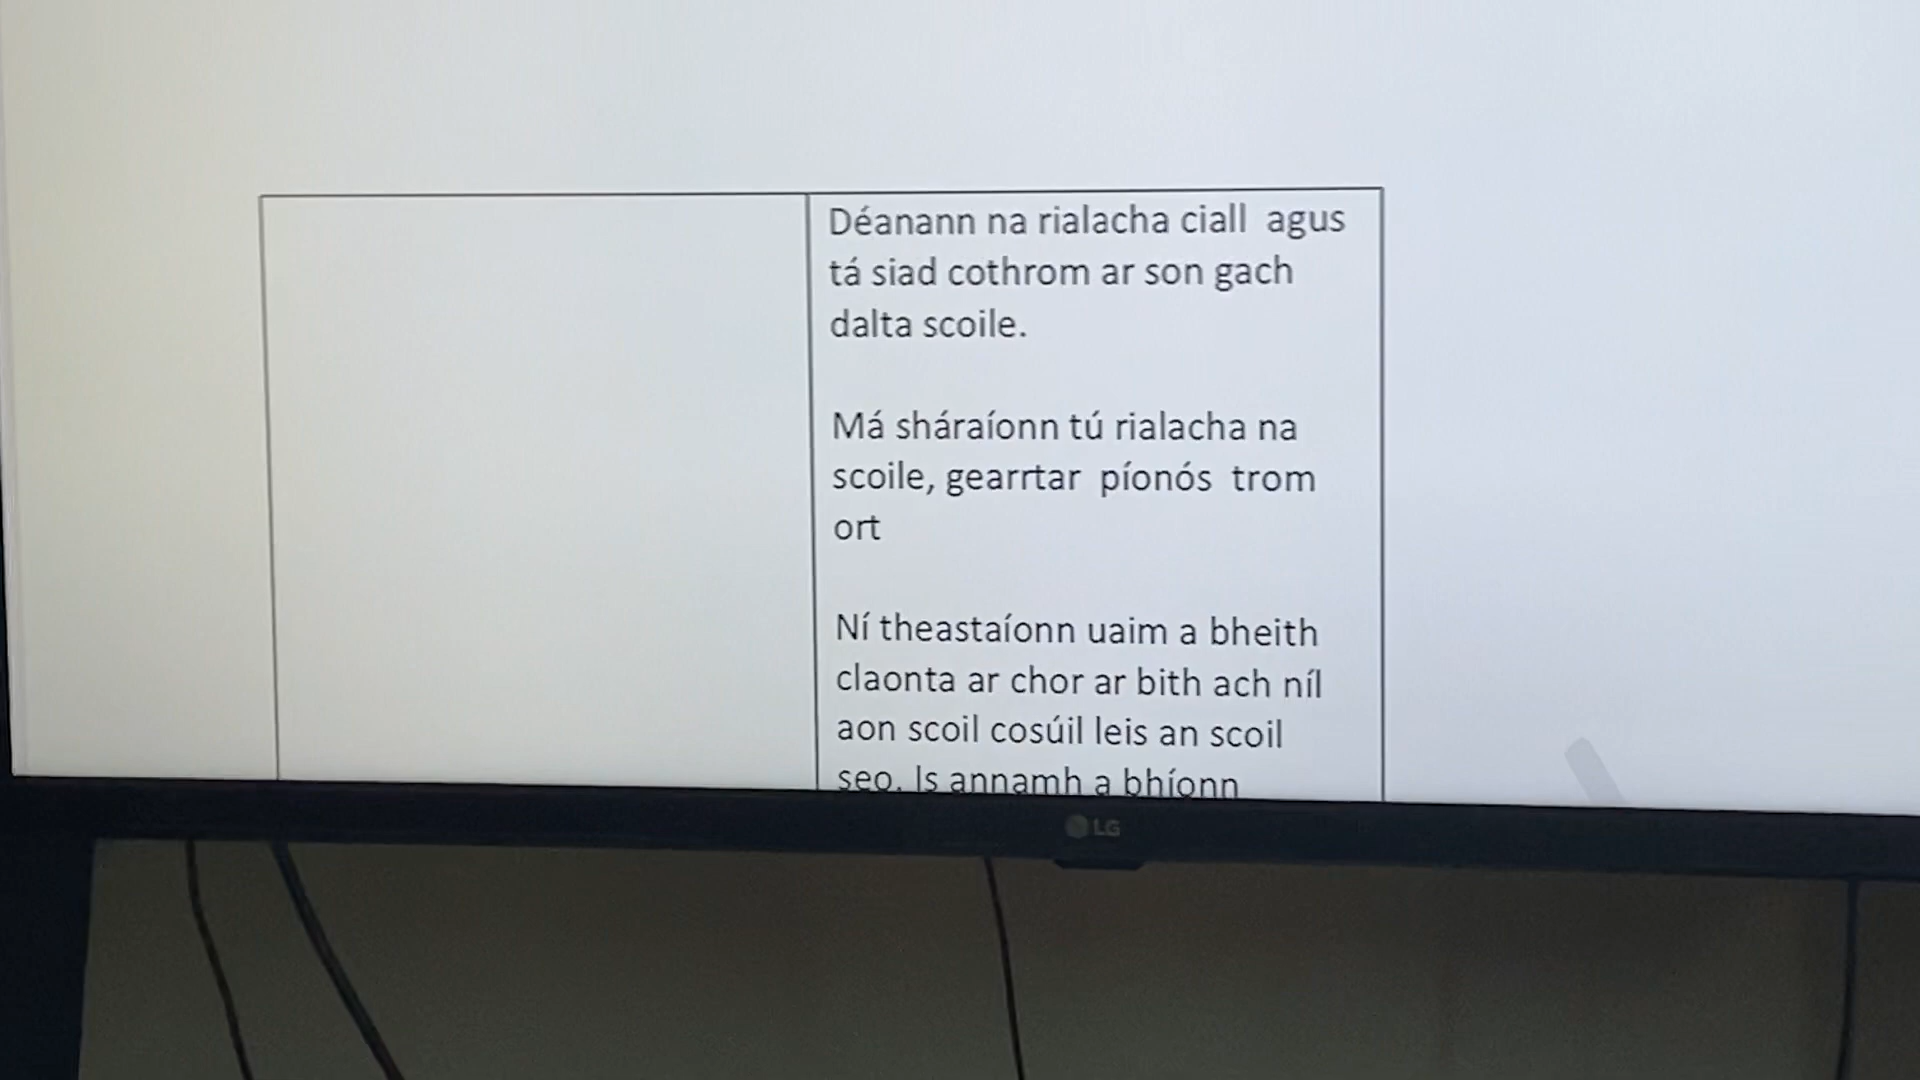 Déanann na rialacha ciall agus
tá siad cothrom ar son gach
dalta scoile.
Má sháraíonn tú rialacha na
scoile, gearrtar píonós trom
ort
Ní theastaíonn uaim a bheith
claonta ar chor ar bith ach níl
aon scoil cosúil leis an scoil
seo. Is annamh a bhíonn
LG